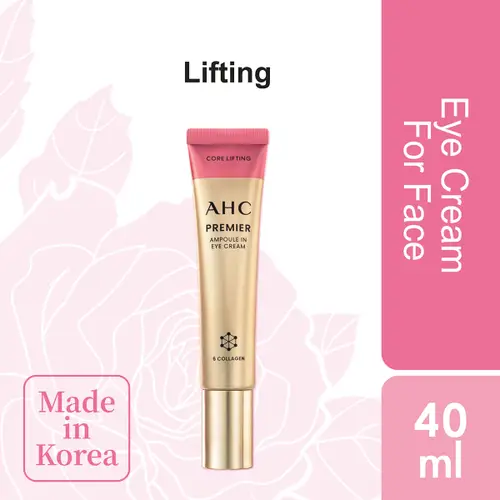 Lifting
CORE LIFTING
AHC
PREMIER
AMPOULE IN
EYE CREAM
5 COLLAGEN
Made
in
Korea
Eye Cream
For Face
40
ml